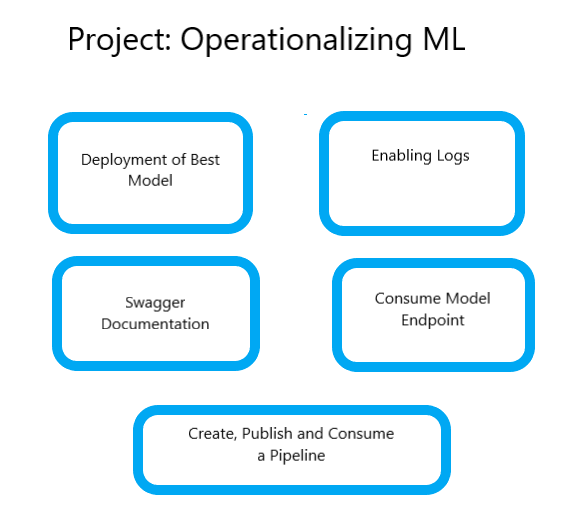 Project: Operationalizing ML
Deployment of Best
Model
Enabling Logs
Swagger
Documentation
Consume Model
Endpoint
Create, Publish and Consume
a Pipeline